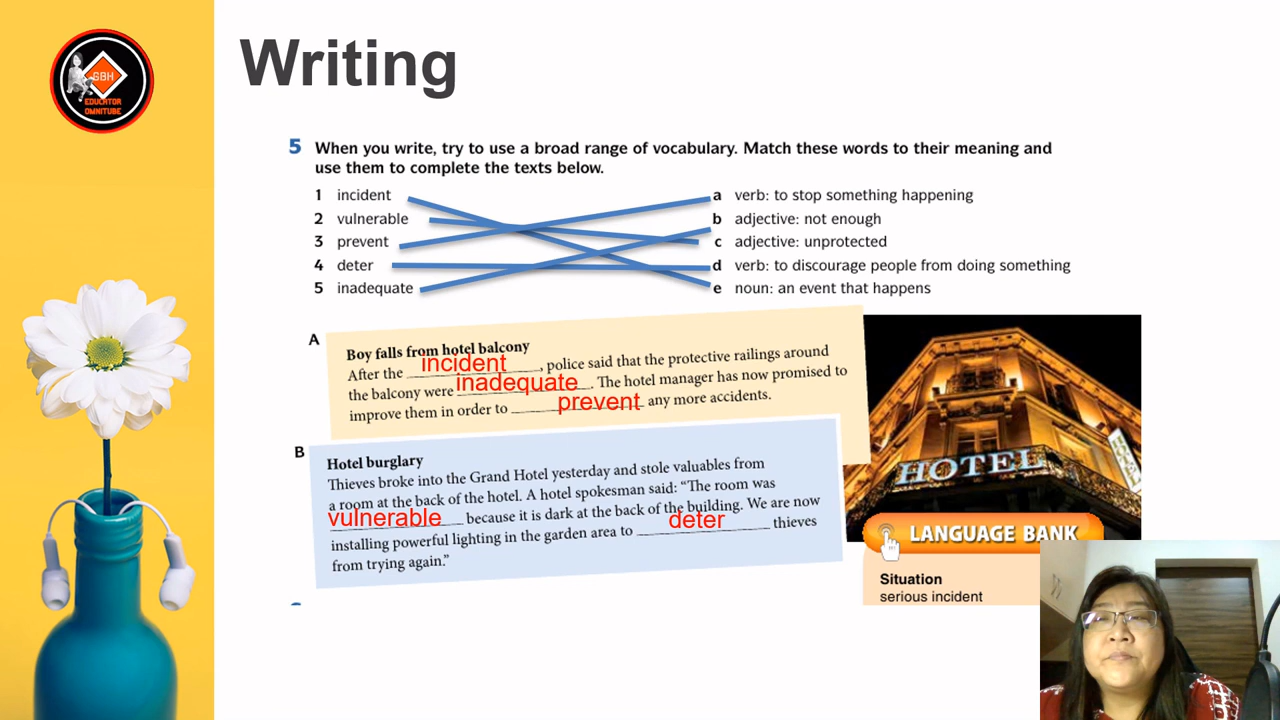 GBH
EDUCATOR
OMNITUBE
Writing
5 When you write, try to use a broad range of vocabulary. Match these words to their meaning and
use them to complete the texts below.
1 incident a verb: to stop something happening
2 vulnerable b adjective: not enough
3 prevent c adjective: unprotected
4 deter d verb: to discourage people from doing something
5 inadequate e noun: an event that happens
A
Boy falls from hotel balcony
After the incident, police said that the protective railings around
the balcony were inadequate. The hotel manager has now promised to
improve them in order to prevent any more accidents.
B
Hotel burglary
Thieves broke into the Grand Hotel yesterday and stole valuables from
a room at the back of the hotel. A hotel spokesman said: “The room was
vulnerable because it is dark at the back of the building. We are now
installing powerful lighting in the garden area to deter thieves
from trying again.”
HOTEL
LANGUAGE BANK
Situation
serious incident